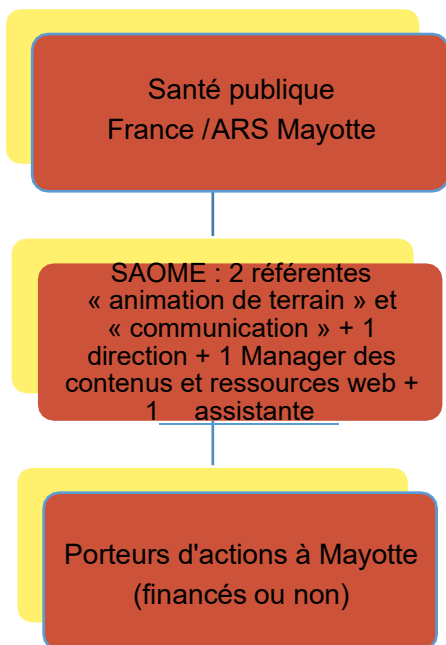 Santé publique
France /ARS Mayotte
SAOME : 2 référentes
« animation de terrain » et
« communication » + 1
direction + 1 Manager des
contenus et ressources web +
1 assistante
Porteurs d'actions à Mayotte
(financés ou non)